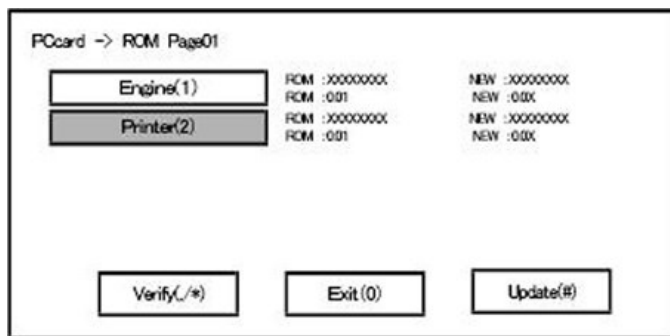 PCcard -> ROM Page01
Engine(1) ROM :XXXXXXXX NEW :XXXXXXXX
ROM :0.01 NEW :0.0X
Printer(2) ROM :XXXXXXXX NEW :XXXXXXXX
ROM :0.01 NEW :0.0X
Verify(./*) Exit(0) Update(#)